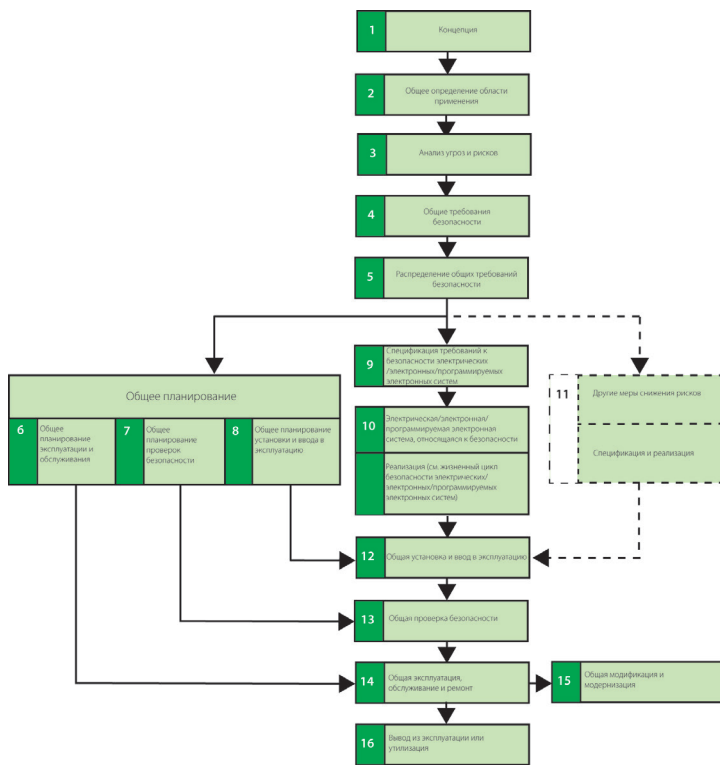 1
Концепция
2
Общее определение области
применения
3
Анализ угроз и рисков
4
Общие требования
безопасности
5
Распределение общих требований
безопасности
Общее планирование
6
Общее
планирование
эксплуатации и
обслуживания
7
Общее
планирование
проверок
безопасности
8
Общее планирование
установки и ввода в
эксплуатацию
9
Спецификация требований к
безопасности электрических
/электронных/программируемых
электронных систем
10
Электрическая/электронная/
программируемая электронная
система, относящаяся к безопасности
Реализация (см. жизненный цикл
безопасности электрических/
электронных/программируемых
электронных систем)
11
Другие меры снижения рисков
Спецификация и реализация
12
Общая установка и ввод в эксплуатацию
13
Общая проверка безопасности
14
Общая эксплуатация,
обслуживание и ремонт
15
Общая модификация и
модернизация
16
Вывод из эксплуатации или
утилизация